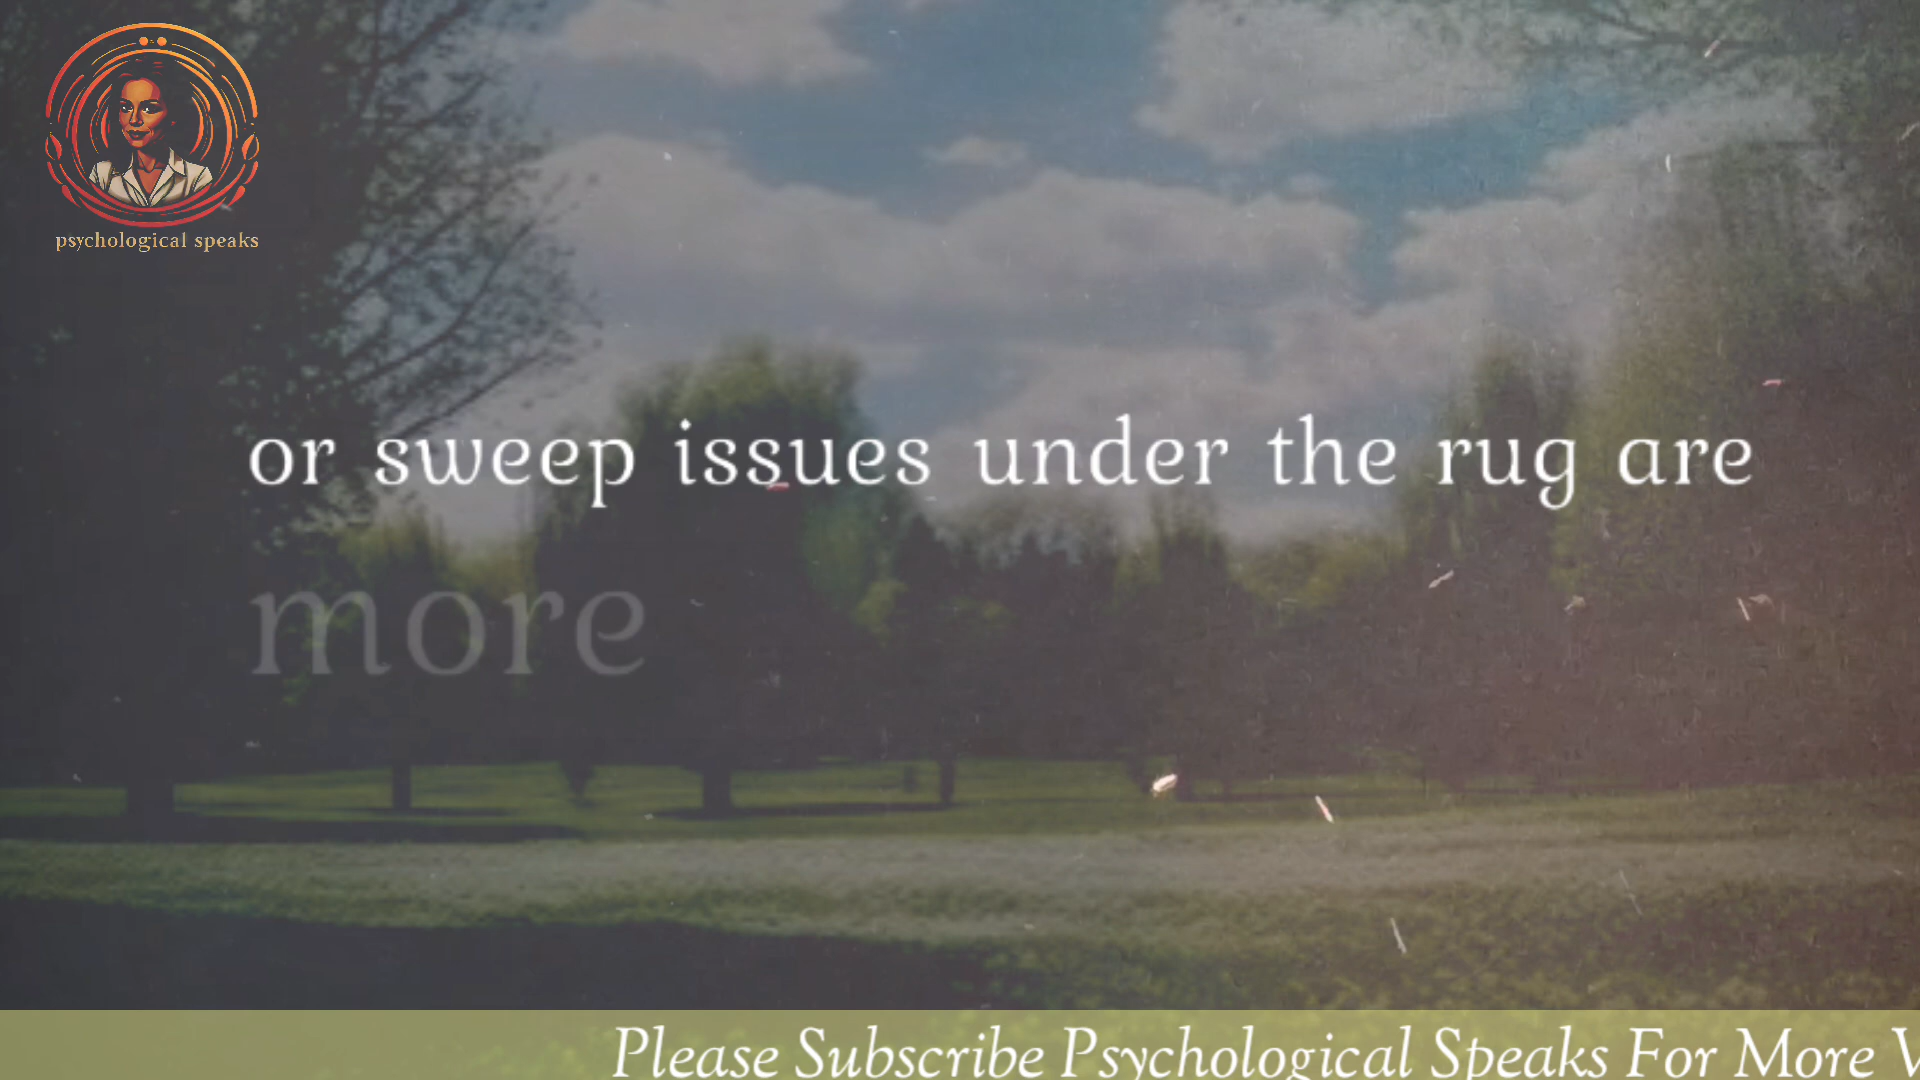 psychological speaks
or sweep issues under the rug are
more
Please Subscribe Psychological Speaks For More